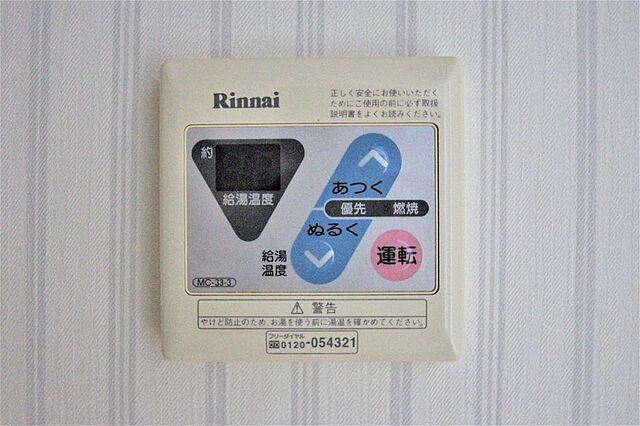 Rinnai
正しく安全にお使いいただく
ためにご使用の前に必ず取扱
説明書をよくお読みください。
約
給湯温度
あつく
優先 燃焼
ぬるく
給湯
温度
運転
MC-33-3
⚠ 警告
やけど防止のため、お湯を使う前に湯温を確かめてください。
フリーダイヤル
0120-054321